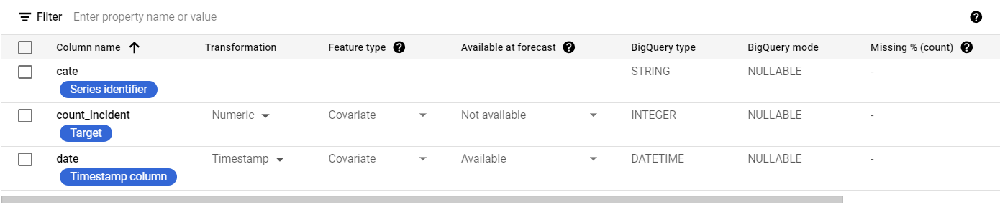 Filter Enter property name or value
Column name Transformation Feature type Available at forecast BigQuery type BigQuery mode Missing % (count)
cate STRING NULLABLE -
Series identifier
count_incident Numeric Covariate Not available INTEGER NULLABLE -
Target
date Timestamp Covariate Available DATETIME NULLABLE -
Timestamp column